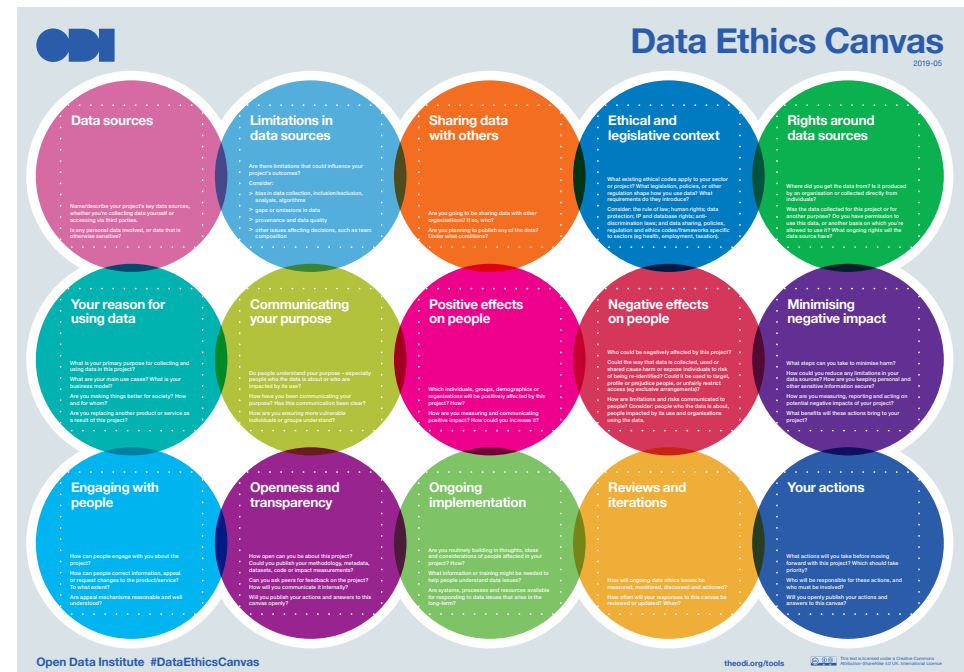 ODI
Data Ethics Canvas
2019-05
Data sources
Name/describe your project's key data sources,
whether you're collecting data yourself or
accessing via third parties.
Is any personal data involved, or data that is
otherwise sensitive?
Limitations in
data sources
Are there limitations that could influence your
project's outcomes?
Consider:
> bias in data collection, inclusion/exclusion,
analysis, algorithms
> gaps or omissions in data
> provenance and data quality
> other issues affecting decisions, such as team
composition
Sharing data
with others
Are you going to be sharing data with other
organisations? If so, who?
Are you planning to publish any of the data?
Under what conditions?
Ethical and
legislative context
What existing ethical codes apply to your sector
or project? What legislation, policies, or other
regulation shape how you use data? What
requirements do they introduce?
Consider: the rule of law; human rights; data
protection; IP and database rights; anti-
discrimination laws; and data sharing, policies,
regulation and ethics codes/frameworks specific
to sectors (eg health, employment, taxation).
Rights around
data sources
Where did you get the data from? Is it produced
by an organisation or collected directly from
individuals?
Was the data collected for this project or for
another purpose? Do you have permission to
use this data, or another basis on which you're
allowed to use it? What ongoing rights will the
data source have?
Your reason for
using data
What is your primary purpose for collecting and
using data in this project?
What are your main use cases? What is your
business model?
Are you making things better for society? How
and for whom?
Are you replacing another product or service as
a result of this project?
Communicating
your purpose
Do people understand your purpose – especially
people who the data is about or who are
impacted by its use?
How have you been communicating your
purpose? Has this communication been clear?
How are you ensuring more vulnerable
individuals or groups understand?
Positive effects
on people
Which individuals, groups, demographics or
organisations will be positively affected by this
project? How?
How are you measuring and communicating
positive impact? How could you increase it?
Negative effects
on people
Who could be negatively affected by this project?
Could the way that data is collected, used or
shared cause harm or expose individuals to risk
of being re-identified? Could it be used to target,
profile or prejudice people, or unfairly restrict
access (eg exclusive arrangements)?
How are limitations and risks communicated to
people? Consider: people who the data is about,
people impacted by its use and organisations
using the data.
Minimising
negative impact
What steps can you take to minimise harm?
How could you reduce any limitations in your
data sources? How are you keeping personal and
other sensitive information secure?
How are you measuring, reporting and acting on
potential negative impacts of your project?
What benefits will these actions bring to your
project?
Engaging with
people
How can people engage with you about the
project?
How can people correct information, appeal
or request changes to the product/service?
To what extent?
Are appeal mechanisms reasonable and well
understood?
Openness and
transparency
How open can you be about this project?
Could you publish your methodology, metadata,
datasets, code or impact measurements?
Can you ask peers for feedback on the project?
How will you communicate it internally?
Will you publish your actions and answers to this
canvas openly?
Ongoing
implementation
Are you routinely building in thoughts, ideas
and considerations of people affected in your
project? How?
What information or training might be needed to
help people understand data issues?
Are systems, processes and resources available
for responding to data issues that arise in the
long-term?
Reviews and
iterations
How will ongoing data ethics issues be
measured, monitored, discussed and actioned?
How often will your responses to this canvas be
reviewed or updated? When?
Your actions
What actions will you take before moving
forward with this project? Which should take
priority?
Who will be responsible for these actions, and
who must be involved?
Will you openly publish your actions and
answers to this canvas?
Open Data Institute #DataEthicsCanvas
theodi.org/tools
This text is licensed under a Creative Commons
Attribution-ShareAlike 4.0 UK: International Licence